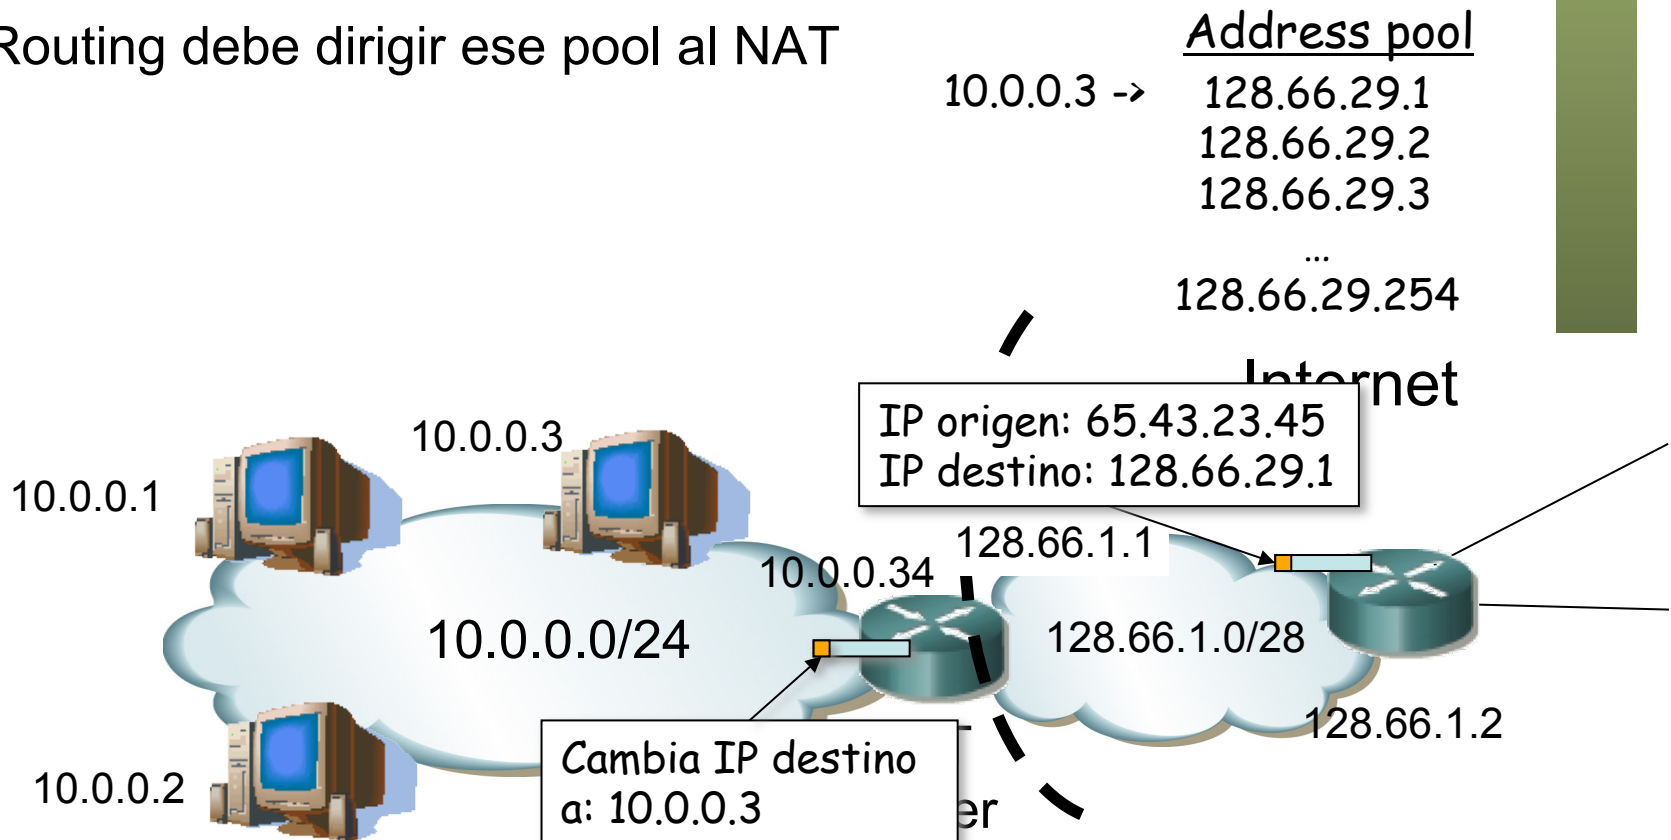 Routing debe dirigir ese pool al NAT
Address pool
10.0.0.3 -> 128.66.29.1
128.66.29.2
128.66.29.3
...
128.66.29.254
Internet
IP origen: 65.43.23.45
IP destino: 128.66.29.1
10.0.0.3
10.0.0.1
128.66.1.1
10.0.0.34
10.0.0.0/24
128.66.1.0/28
128.66.1.2
Cambia IP destino
a: 10.0.0.3
10.0.0.2